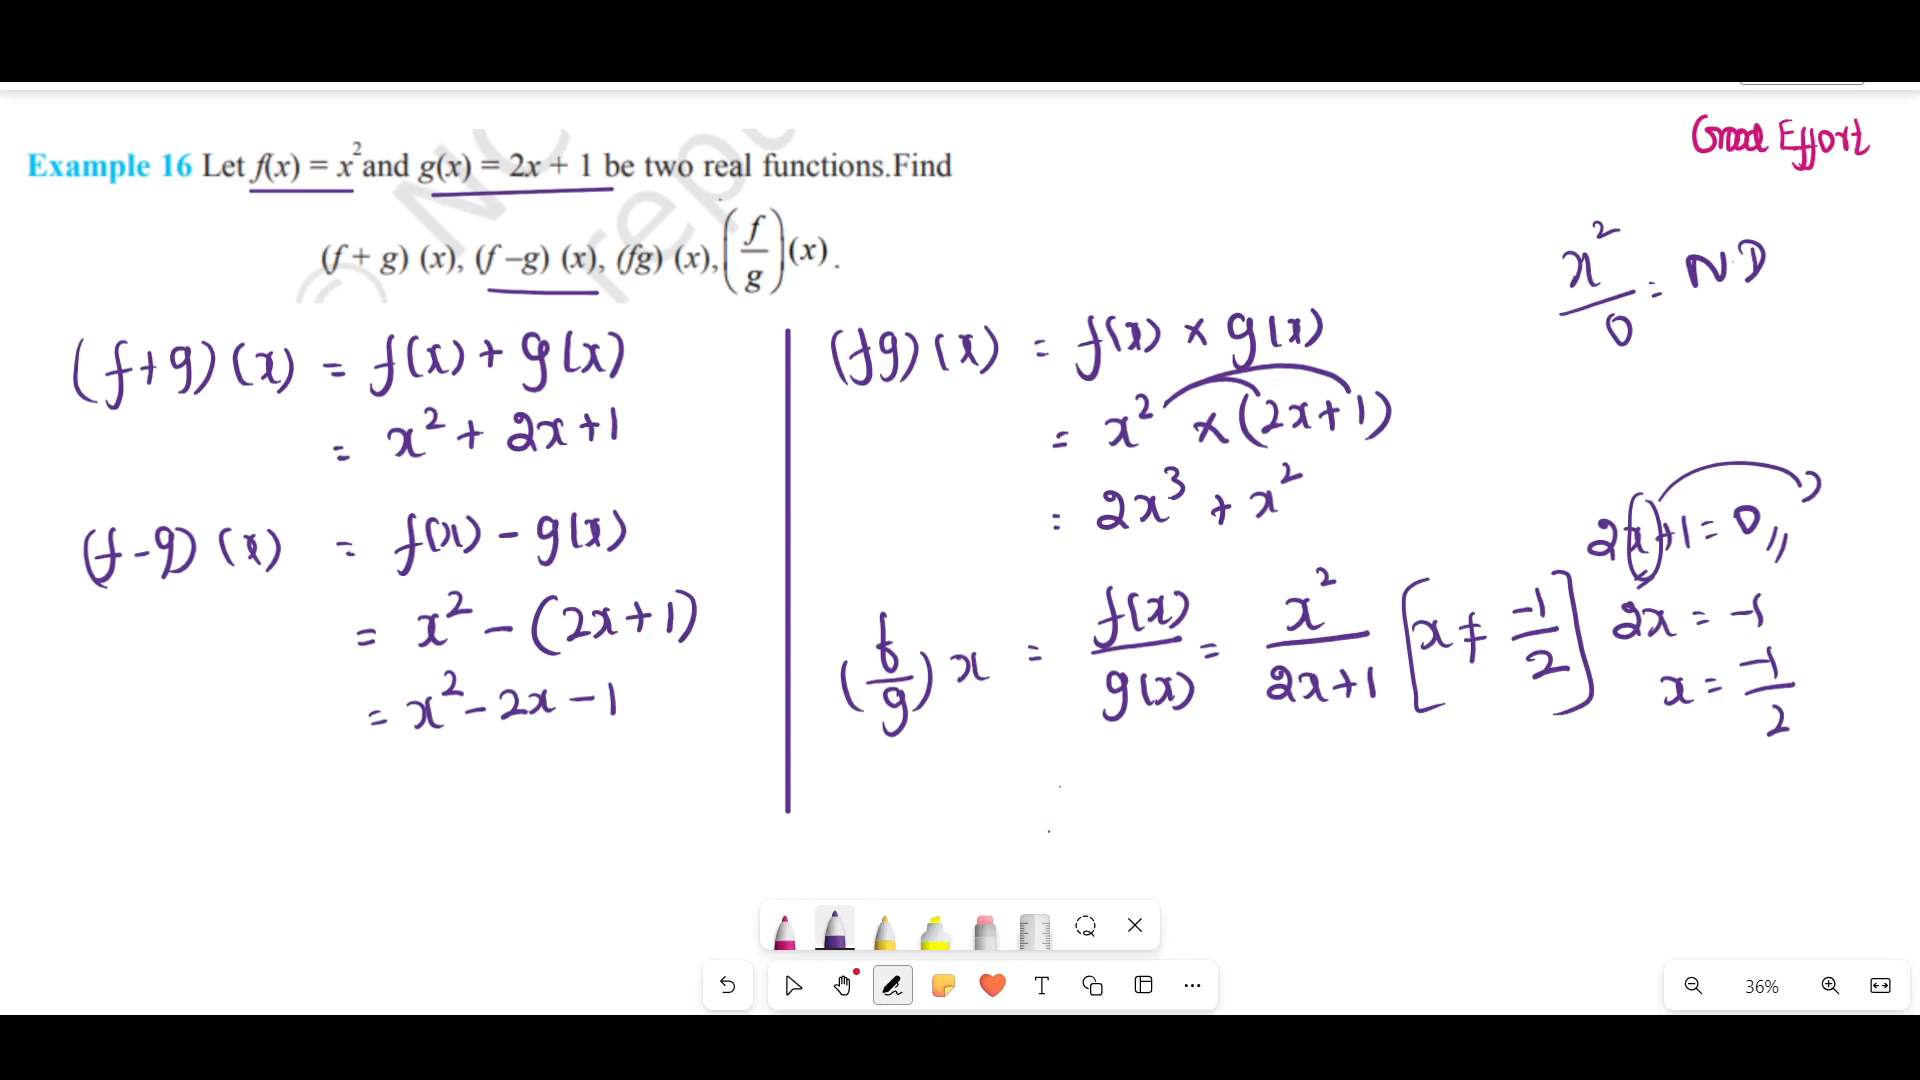 Good Effort
Example 16 Let f(x) = x² and g(x) = 2x + 1 be two real functions.Find
(f + g) (x), (f –g) (x), (fg) (x), (f/g)(x).
(f+g)(x) = f(x) + g(x)
= x² + 2x+1
(f-g)(x) = f(x) - g(x)
= x² - (2x+1)
= x² - 2x - 1
(fg)(x) = f(x) × g(x)
= x² × (2x+1)
= 2x³ + x²
(f/g) x = f(x)/g(x) = x²/2x+1 [x ≠ -1/2]
x²/0 = N.D
2x+1 = 0,,
2x = -1
x = -1/2
36%